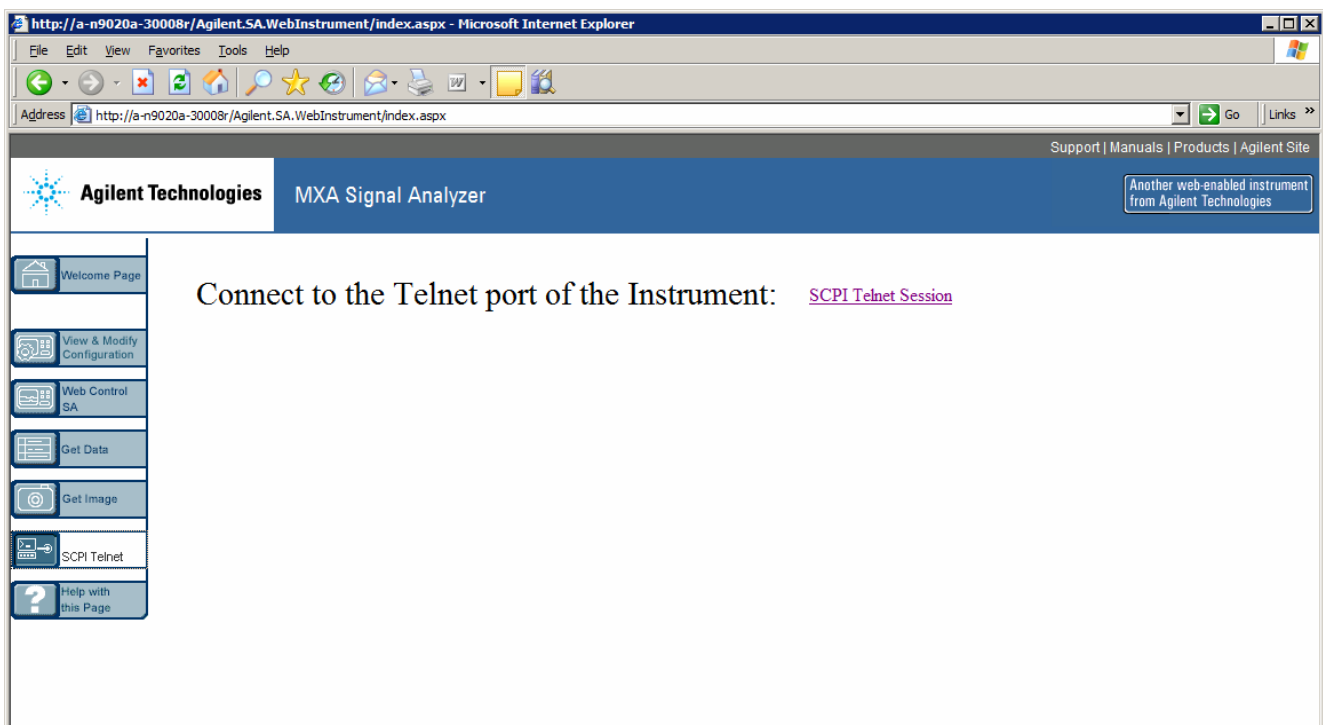 http://a-n9020a-30008r/Agilent.SA.WebInstrument/index.aspx - Microsoft Internet Explorer
File Edit View Favorites Tools Help
Address http://a-n9020a-30008r/Agilent.SA.WebInstrument/index.aspx Go Links »
Support | Manuals | Products | Agilent Site
Agilent Technologies MXA Signal Analyzer
Another web-enabled instrument
from Agilent Technologies
Welcome Page
Connect to the Telnet port of the Instrument: SCPI Telnet Session
View & Modify
Configuration
Web Control
SA
Get Data
Get Image
SCPI Telnet
Help with
this Page